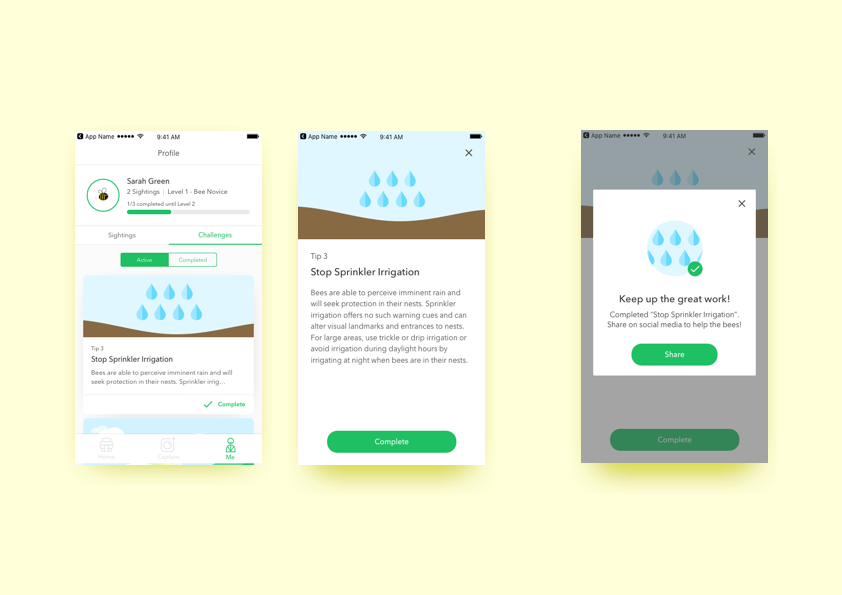 App Name
9:41 AM
Profile
Sarah Green
2 Sightings | Level 1 - Bee Novice
1/3 completed until Level 2
Sightings
Challenges
Active
Completed
Tip 3
Stop Sprinkler Irrigation
Bees are able to perceive imminent rain and will
seek protection in their nests. Sprinkler irrig...
Complete
Home
Capture
Me
App Name
9:41 AM
Tip 3
Stop Sprinkler Irrigation
Bees are able to perceive imminent rain and
will seek protection in their nests. Sprinkler
irrigation offers no such warning cues and can
alter visual landmarks and entrances to nests.
For large areas, use trickle or drip irrigation or
avoid irrigation during daylight hours by
irrigating at night when bees are in their nests.
Complete
App Name
9:41 AM
Keep up the great work!
Completed “Stop Sprinkler Irrigation”.
Share on social media to help the bees!
Share
Complete